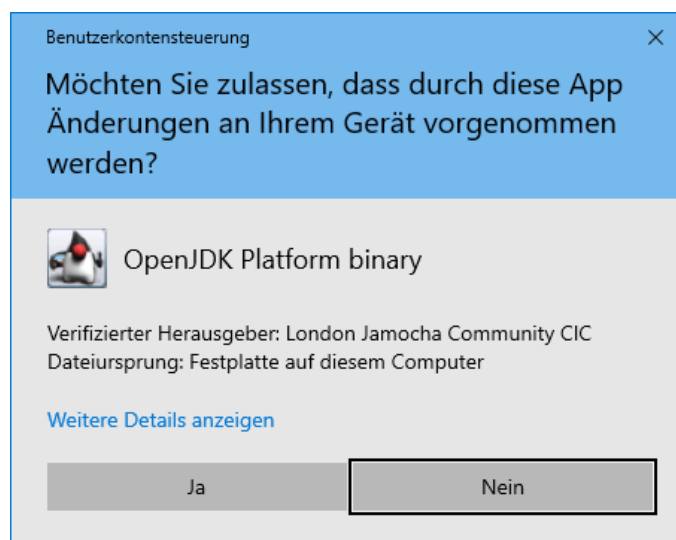 Benutzerkontensteuerung
Möchten Sie zulassen, dass durch diese App
Änderungen an Ihrem Gerät vorgenommen
werden?
OpenJDK Platform binary
Verifizierter Herausgeber: London Jamocha Community CIC
Dateiursprung: Festplatte auf diesem Computer
Weitere Details anzeigen
Ja
Nein